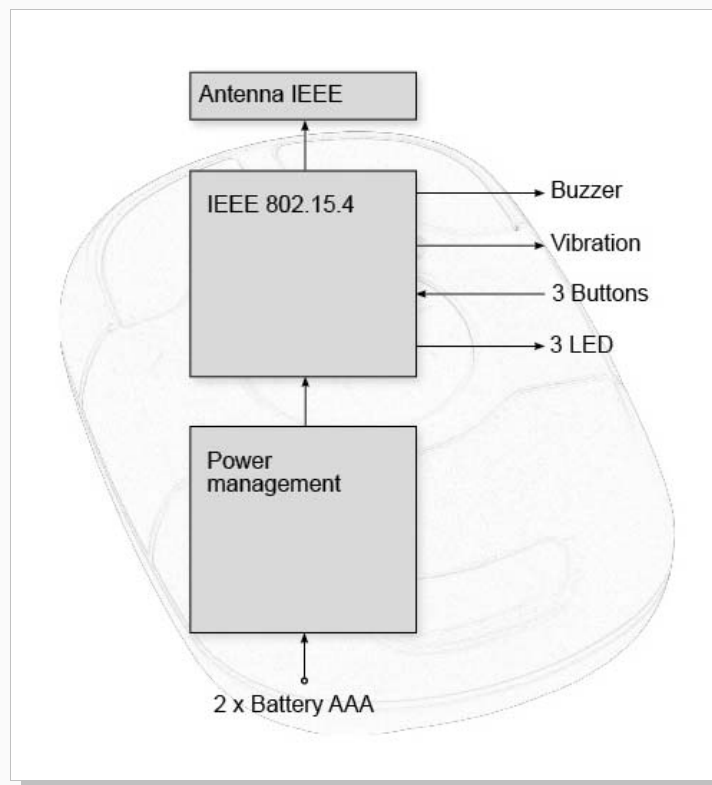 Antenna IEEE
IEEE 802.15.4
Buzzer
Vibration
3 Buttons
3 LED
Power
management
2 x Battery AAA